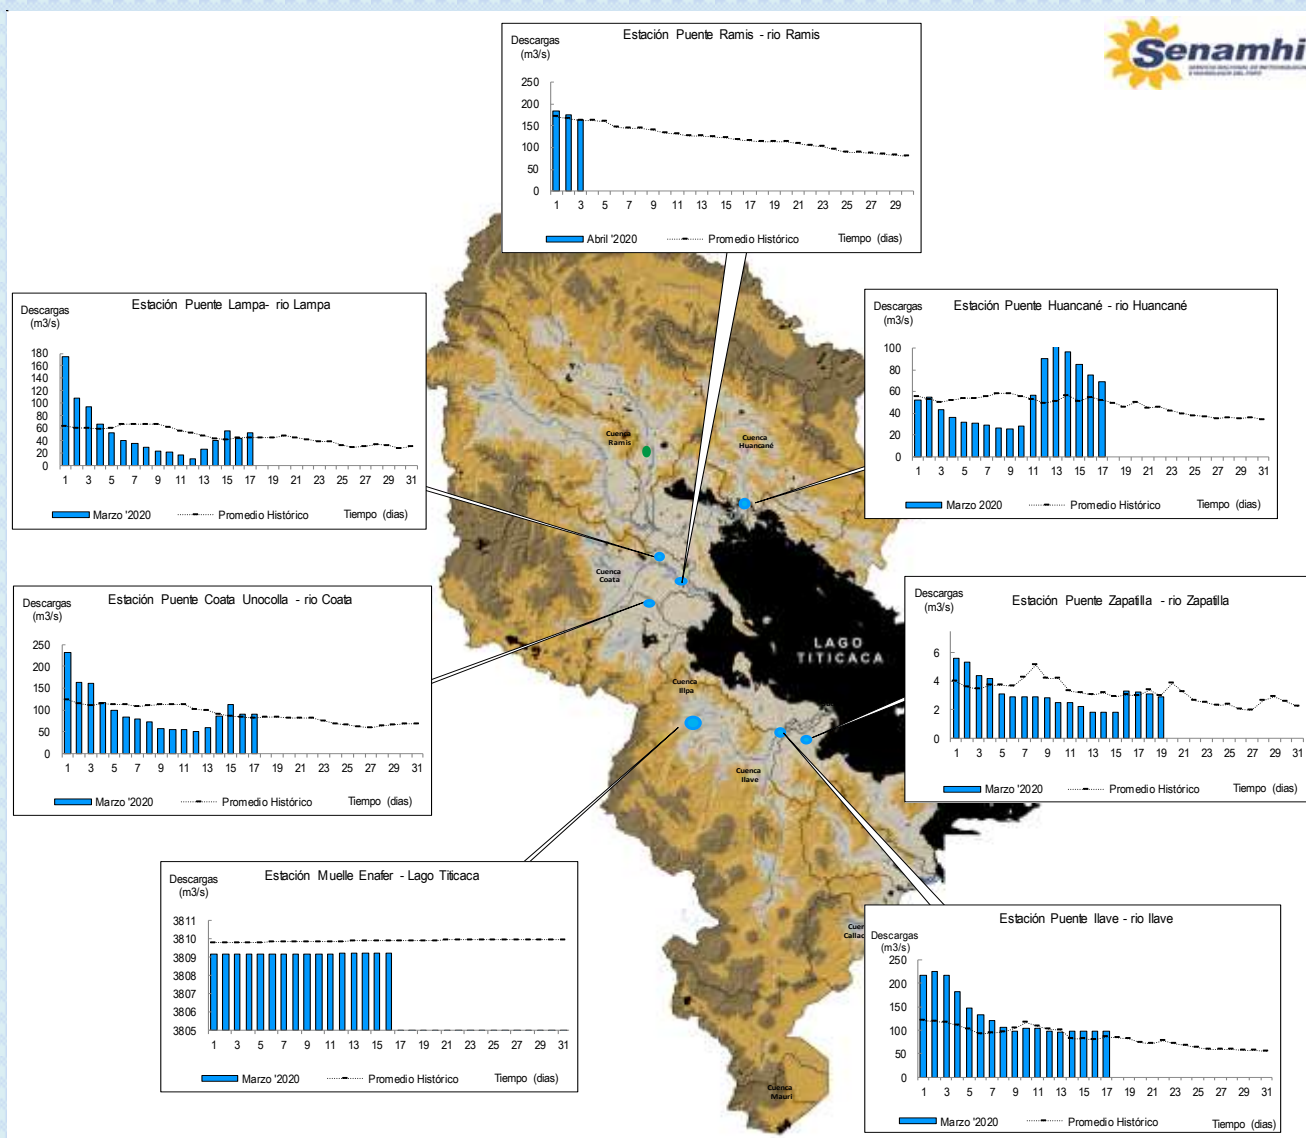 Senamhi
Estación Puente Ramis - rio Ramis
Descargas
(m3/s)
250
200
150
100
50
0
1 3 5 7 9 11 13 15 17 19 21 23 25 27 29
Abril '2020 Promedio Histórico Tiempo (dias)
Estación Puente Lampa- rio Lampa
Descargas
(m3/s)
180
160
140
120
100
80
60
40
20
0
1 3 5 7 9 11 13 15 17 19 21 23 25 27 29 31
Marzo '2020 Promedio Histórico Tiempo (dias)
Estación Puente Huancané - rio Huancané
Descargas
(m3/s)
100
80
60
40
20
0
1 3 5 7 9 11 13 15 17 19 21 23 25 27 29 31
Marzo 2020 Promedio Histórico Tiempo (dias)
Cuenca
Ramis
Cuenca
Huancané
Cuenca
Coata
LAGO
TITICACA
Cuenca
Illpa
Cuenca
Ilave
Cuenca
Mauri
Estación Puente Coata Unocolla - rio Coata
Descargas
(m3/s)
250
200
150
100
50
0
1 3 5 7 9 11 13 15 17 19 21 23 25 27 29 31
Marzo '2020 Promedio Histórico Tiempo (dias)
Estación Puente Zapatilla - rio Zapatilla
Descargas
(m3/s)
6
4
2
0
1 3 5 7 9 11 13 15 17 19 21 23 25 27 29 31
Marzo '2020 Promedio Histórico Tiempo (dias)
Estación Muelle Enafer - Lago Titicaca
Descargas
(m3/s)
3811
3810
3809
3808
3807
3806
3805
1 3 5 7 9 11 13 15 17 19 21 23 25 27 29 31
Marzo '2020 Promedio Histórico Tiempo (dias)
Estación Puente Ilave - rio Ilave
Descargas
(m3/s)
250
200
150
100
50
0
1 3 5 7 9 11 13 15 17 19 21 23 25 27 29 31
Marzo '2020 Promedio Histórico Tiempo (dias)